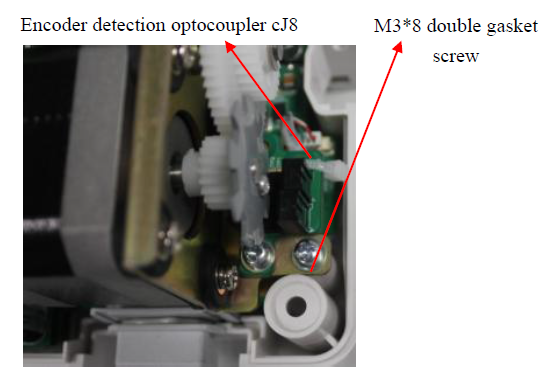 Encoder detection optocoupler cJ8
M3*8 double gasket
screw